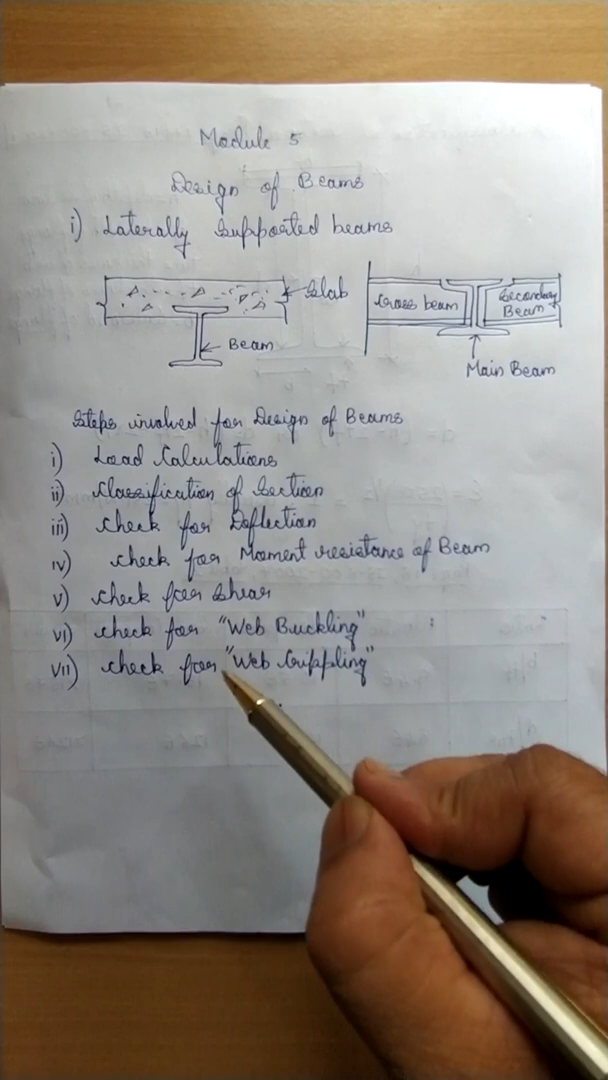 Module 5
Design of Beams
i) Laterally Supported beams
Slab
Beam
Cross beam
Secondary
Beam
Main Beam
Steps involved for Design of Beams
i) Load Calculations
ii) Classification of Section
iii) Check for Deflection
iv) Check for Moment resistance of Beam
v) Check for Shear
vi) Check for "Web Buckling"
vii) Check for "Web Crippling"